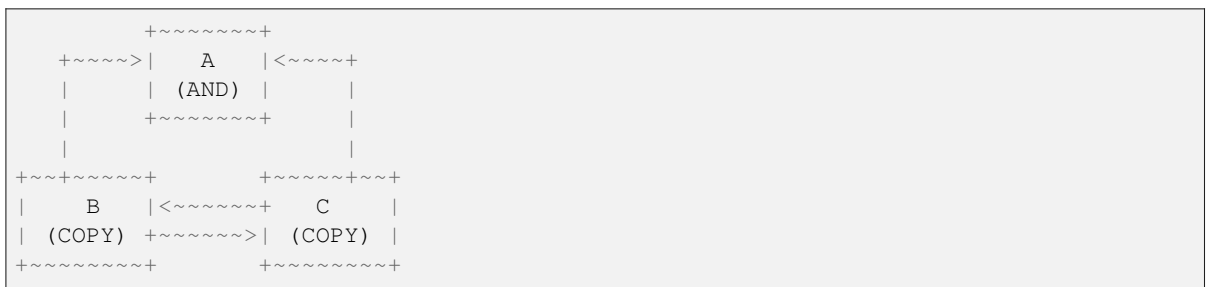 +~~~~~~~+
+~~~~>| A |<~~~~+
| | (AND) | |
| +~~~~~~~+ |
| |
+~~+~~~~~+ +~~~~~+~~+
| B |<~~~~~~+ C |
| (COPY) +~~~~~~>| (COPY) |
+~~~~~~~~+ +~~~~~~~~+